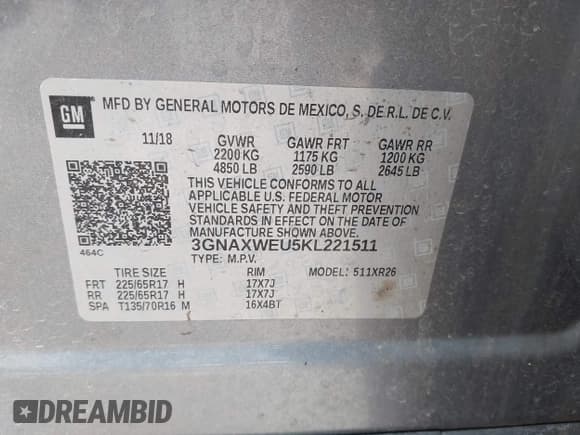 GM
MFD BY GENERAL MOTORS DE MEXICO, S. DE R.L. DE C.V.
11/18 GVWR GAWR FRT GAWR RR
2200 KG 1175 KG 1200 KG
4850 LB 2590 LB 2645 LB
THIS VEHICLE CONFORMS TO ALL
APPLICABLE U.S. FEDERAL MOTOR
VEHICLE SAFETY AND THEFT PREVENTION
STANDARDS IN EFFECT ON THE DATE OF
MANUFACTURE SHOWN ABOVE.
464C
3GNAXWEU5KL221511
TYPE: M.P.V. MODEL: 511XR26
TIRE SIZE RIM
FRT 225/65R17 H 17X7J
RR 225/65R17 H 17X7J
SPA T135/70R16 M 16X4BT
DREAMBID